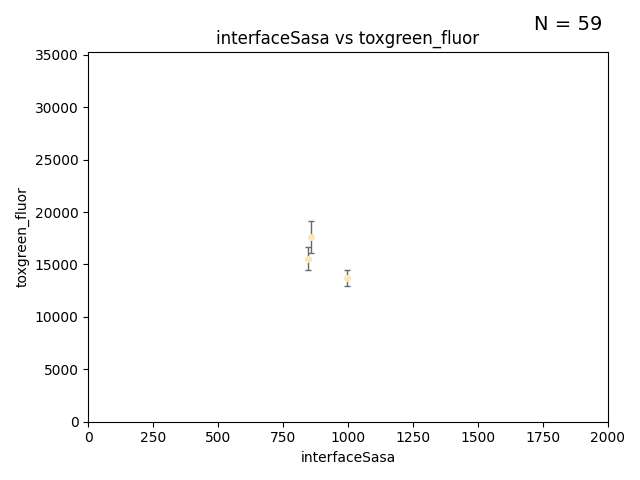 N = 59
interfaceSasa vs toxgreen_fluor
35000
30000
25000
20000
15000
10000
5000
0
toxgreen_fluor
0 250 500 750 1000 1250 1500 1750 2000
interfaceSasa